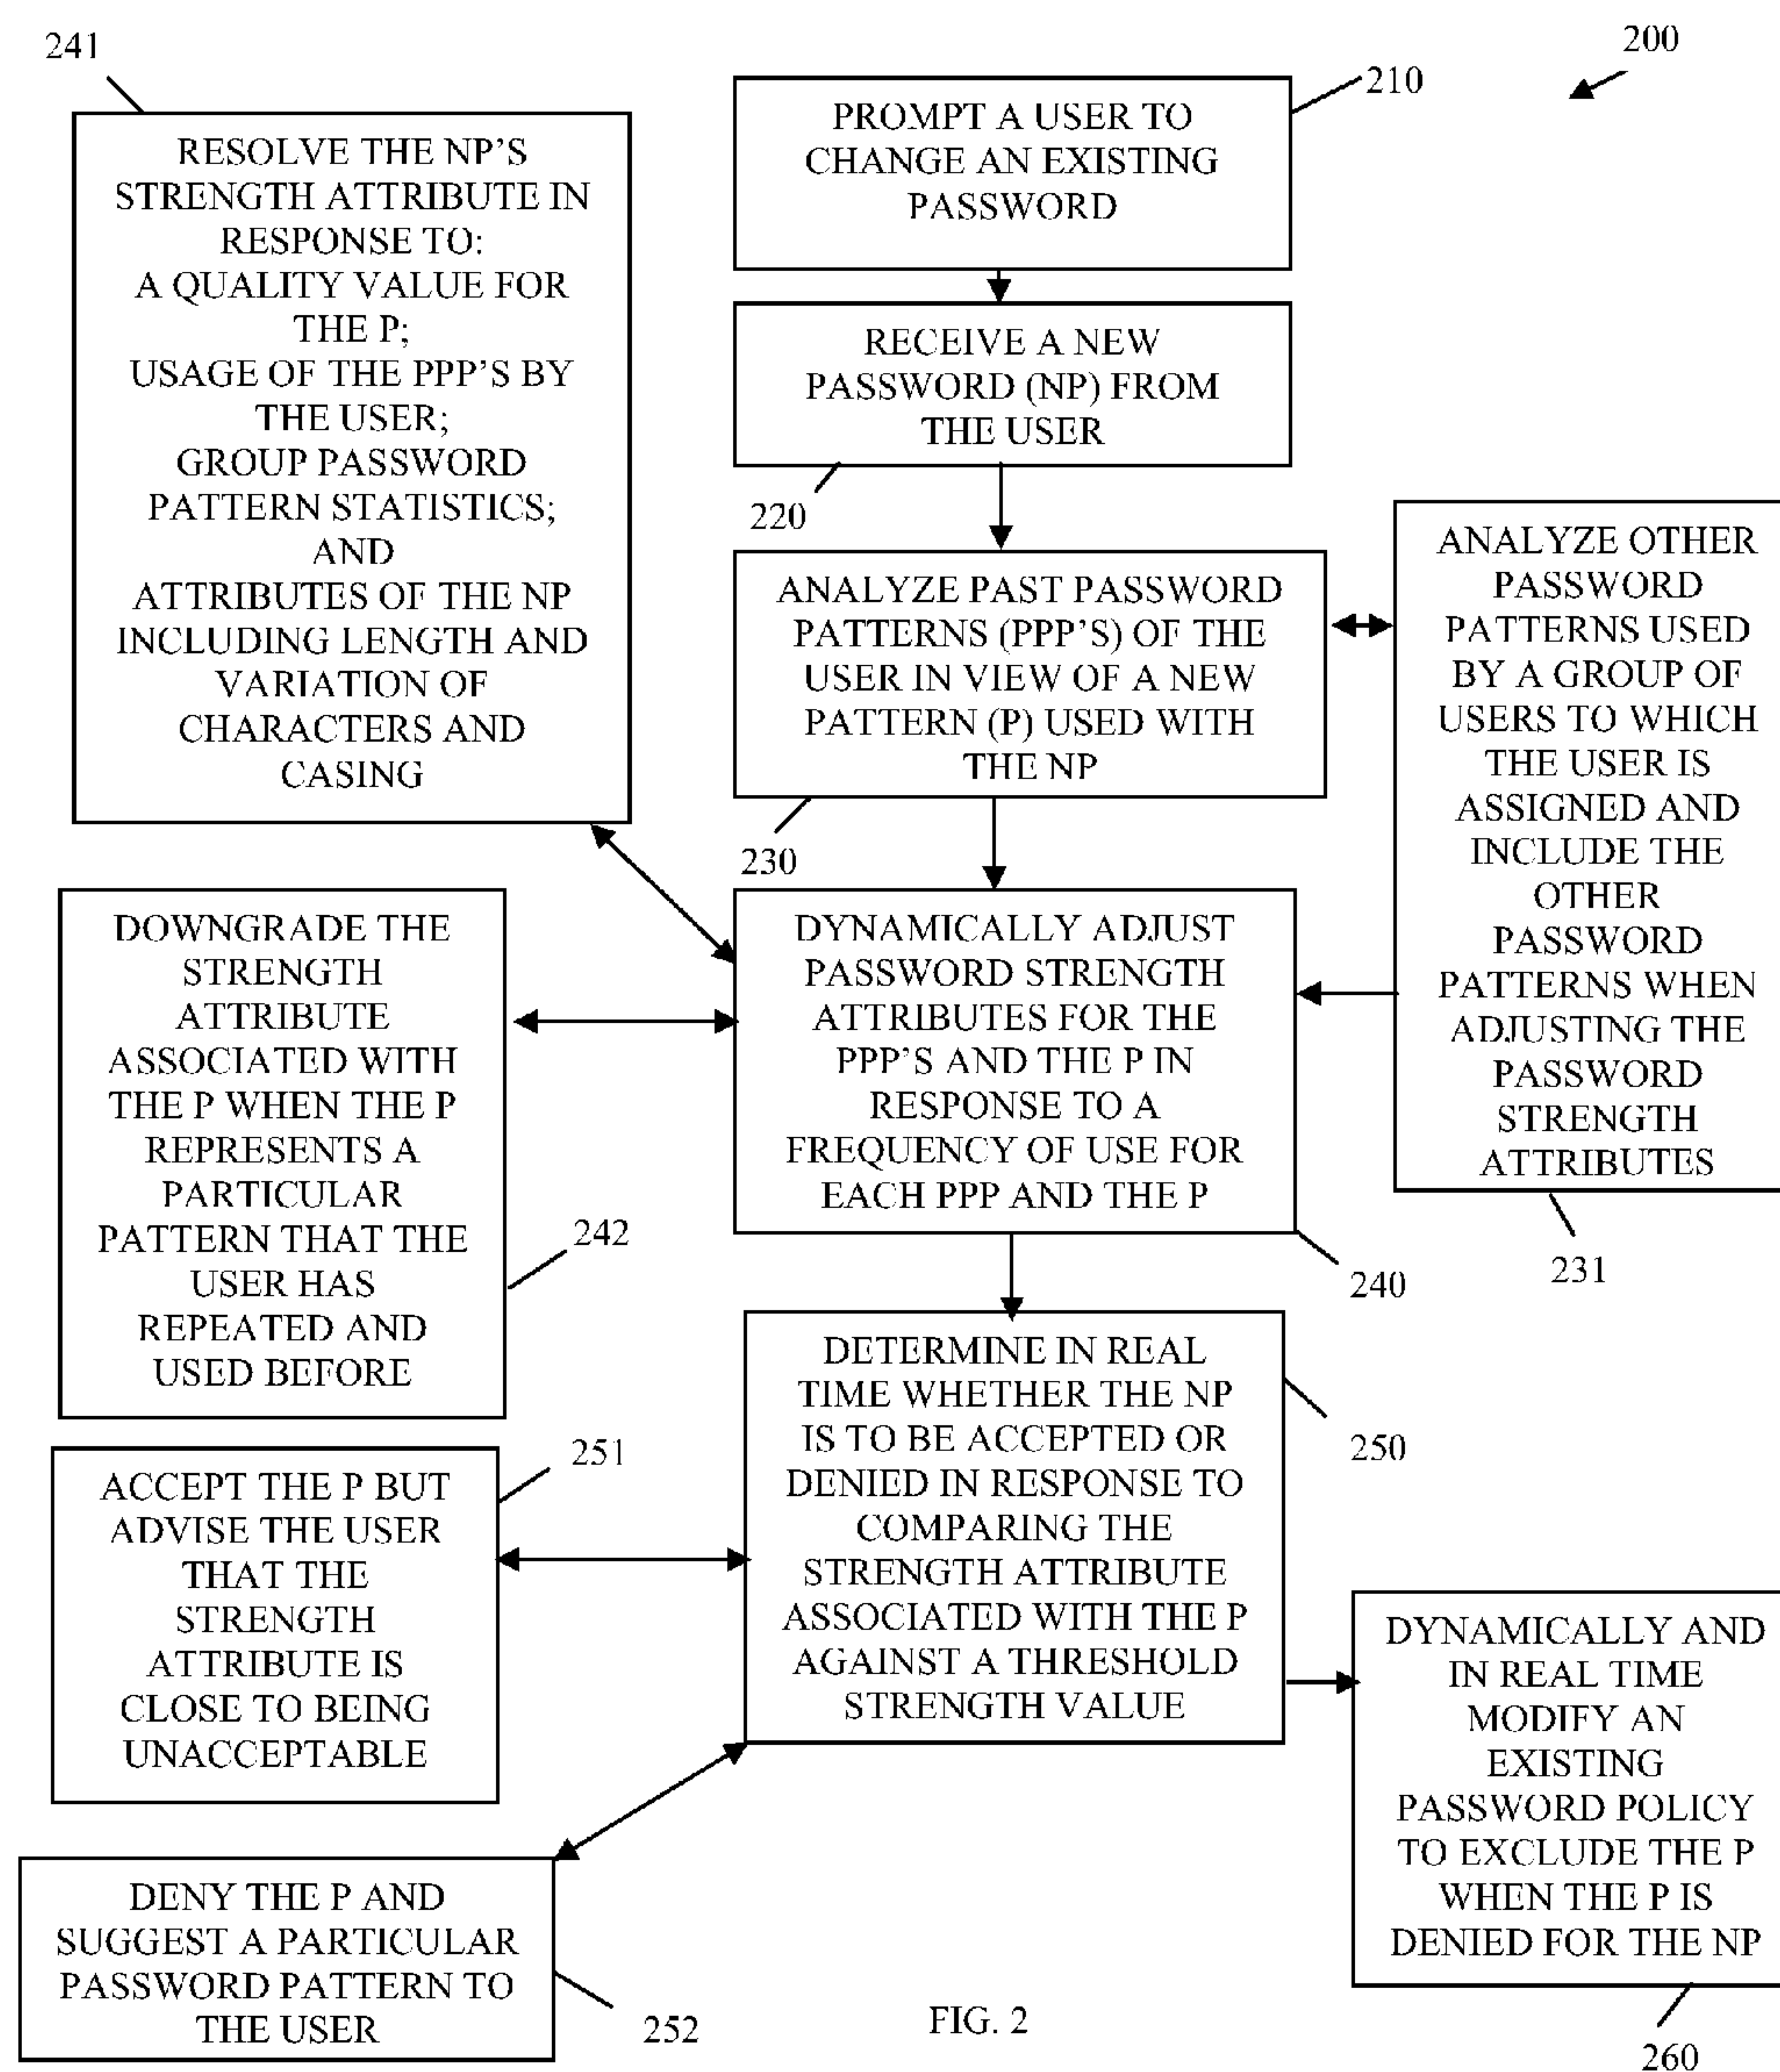 200
210
PROMPT A USER TO
CHANGE AN EXISTING
PASSWORD
RECEIVE A NEW
PASSWORD (NP) FROM
THE USER
220
ANALYZE PAST PASSWORD
PATTERNS (PPP'S) OF THE
USER IN VIEW OF A NEW
PATTERN (P) USED WITH
THE NP
230
ANALYZE OTHER
PASSWORD
PATTERNS USED
BY A GROUP OF
USERS TO WHICH
THE USER IS
ASSIGNED AND
INCLUDE THE
OTHER
PASSWORD
PATTERNS WHEN
ADJUSTING THE
PASSWORD
STRENGTH
ATTRIBUTES
231
DYNAMICALLY ADJUST
PASSWORD STRENGTH
ATTRIBUTES FOR THE
PPP'S AND THE P IN
RESPONSE TO A
FREQUENCY OF USE FOR
EACH PPP AND THE P
240
241
RESOLVE THE NP'S
STRENGTH ATTRIBUTE IN
RESPONSE TO:
A QUALITY VALUE FOR
THE P;
USAGE OF THE PPP'S BY
THE USER;
GROUP PASSWORD
PATTERN STATISTICS;
AND
ATTRIBUTES OF THE NP
INCLUDING LENGTH AND
VARIATION OF
CHARACTERS AND
CASING
DOWNGRADE THE
STRENGTH
ATTRIBUTE
ASSOCIATED WITH
THE P WHEN THE P
REPRESENTS A
PARTICULAR
PATTERN THAT THE
USER HAS
REPEATED AND
USED BEFORE
242
DETERMINE IN REAL
TIME WHETHER THE NP
IS TO BE ACCEPTED OR
DENIED IN RESPONSE TO
COMPARING THE
STRENGTH ATTRIBUTE
ASSOCIATED WITH THE P
AGAINST A THRESHOLD
STRENGTH VALUE
250
ACCEPT THE P BUT
ADVISE THE USER
THAT THE
STRENGTH
ATTRIBUTE IS
CLOSE TO BEING
UNACCEPTABLE
251
DENY THE P AND
SUGGEST A PARTICULAR
PASSWORD PATTERN TO
THE USER
252
DYNAMICALLY AND
IN REAL TIME
MODIFY AN
EXISTING
PASSWORD POLICY
TO EXCLUDE THE P
WHEN THE P IS
DENIED FOR THE NP
260
FIG. 2